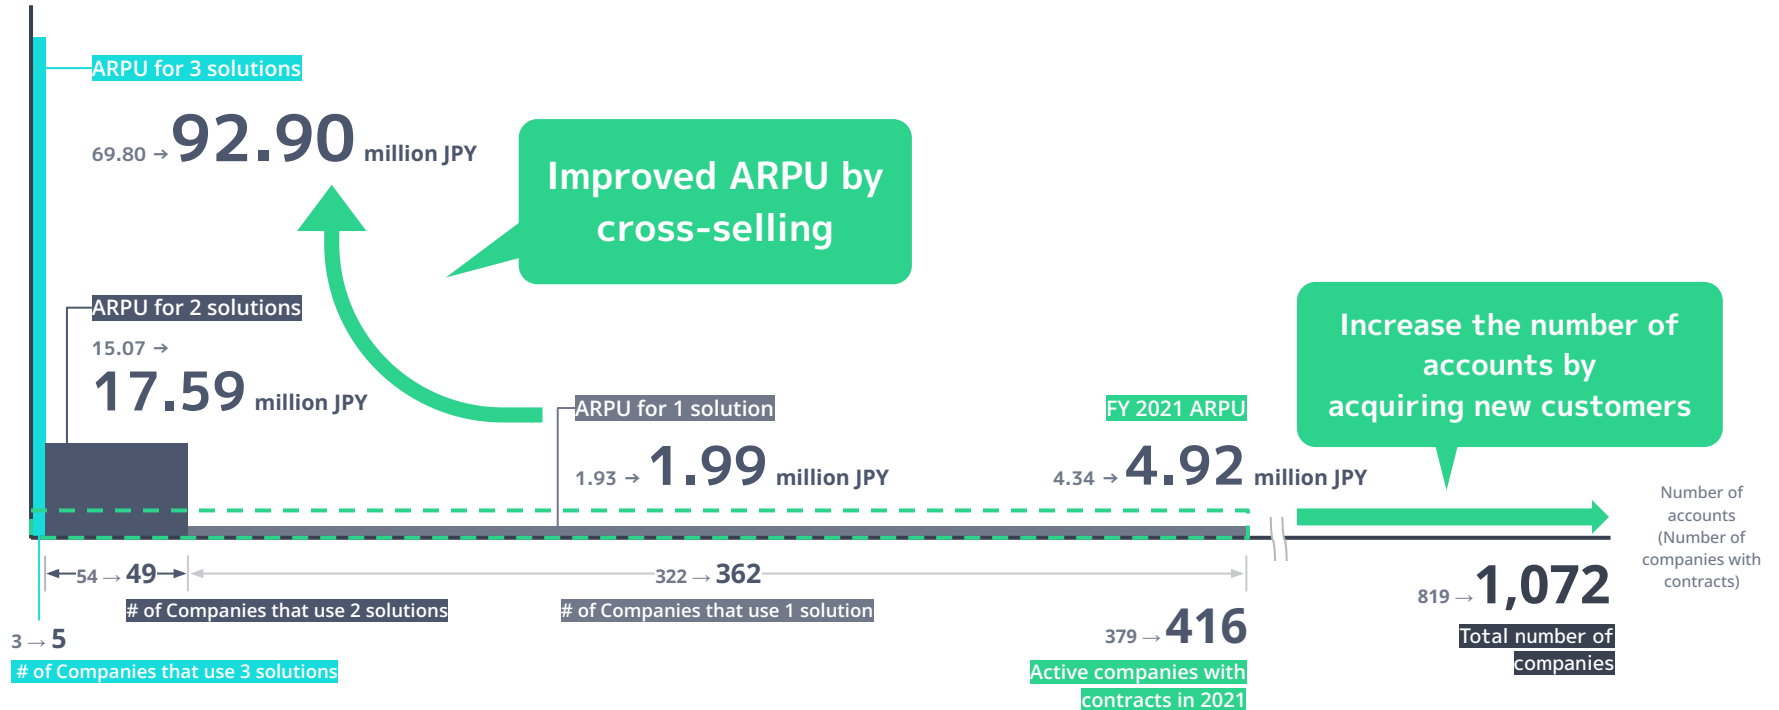 ARPU for 3 solutions
69.80 → 92.90 million JPY
Improved ARPU by
cross-selling
ARPU for 2 solutions
15.07 →
17.59 million JPY
ARPU for 1 solution
1.93 → 1.99 million JPY
FY 2021 ARPU
4.34 → 4.92 million JPY
Increase the number of
accounts by
acquiring new customers
Number of
accounts
(Number of
companies with
contracts)
54 → 49
# of Companies that use 2 solutions
322 → 362
# of Companies that use 1 solution
3 → 5
# of Companies that use 3 solutions
379 → 416
Active companies with
contracts in 2021
819 → 1,072
Total number of
companies